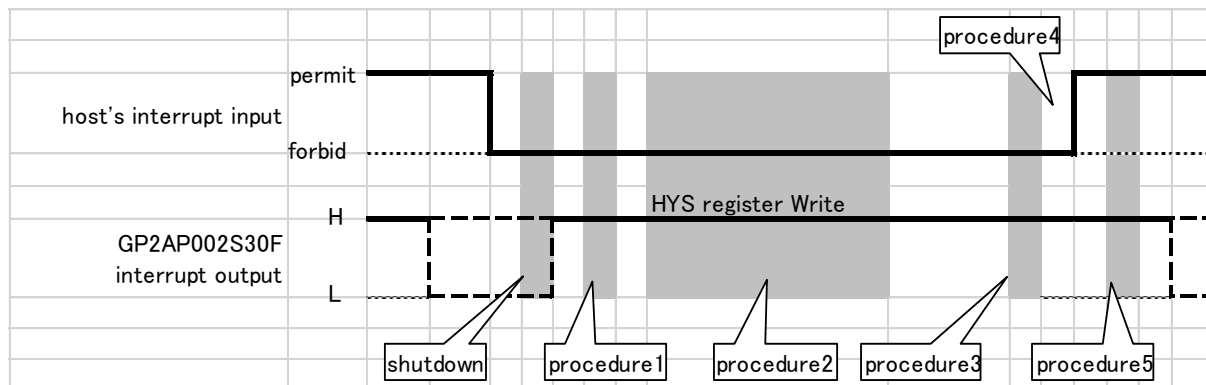 procedure4
permit
host's interrupt input
forbid
HYS register Write
H
GP2AP002S30F
interrupt output
L
shutdown
procedure1
procedure2
procedure3
procedure5